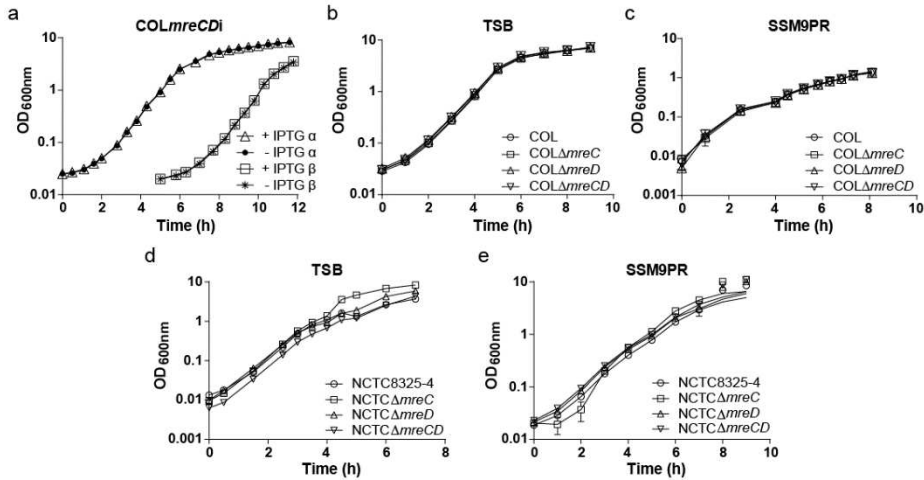 a
COLmreCDi
OD600nm
10
1
0.1
0.01
0 2 4 6 8 10 12
Time (h)
+ IPTG α
- IPTG α
+ IPTG β
- IPTG β
b
TSB
OD600nm
10
1
0.1
0.01
0 2 4 6 8 10
Time (h)
COL
COLΔmreC
COLΔmreD
COLΔmreCD
c
SSM9PR
OD600nm
10
1
0.1
0.01
0.001
0 2 4 6 8 10
Time (h)
COL
COLΔmreC
COLΔmreD
COLΔmreCD
d
TSB
OD600nm
10
1
0.1
0.01
0.001
0 2 4 6 8
Time (h)
NCTC8325-4
NCTCΔmreC
NCTCΔmreD
NCTCΔmreCD
e
SSM9PR
OD600nm
10
1
0.1
0.01
0 2 4 6 8 10
Time (h)
NCTC8325-4
NCTCΔmreC
NCTCΔmreD
NCTCΔmreCD